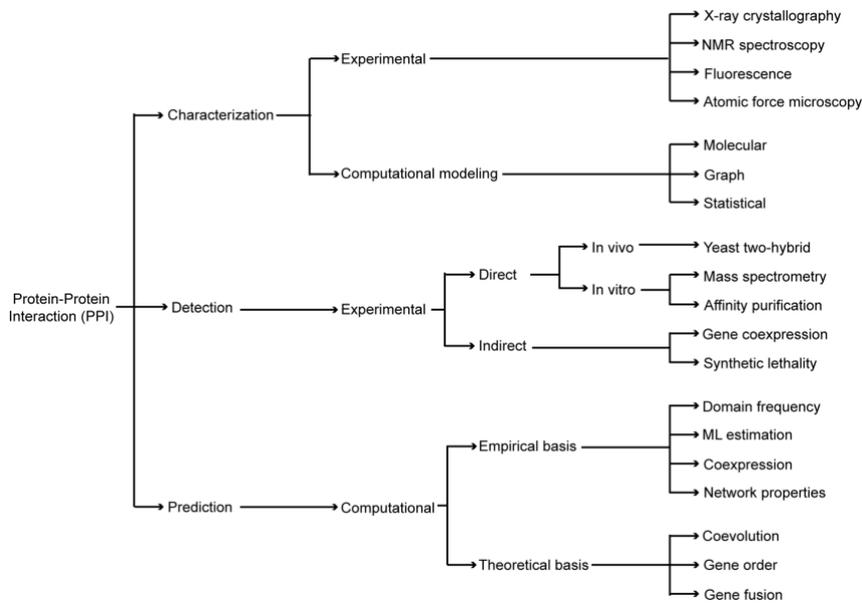 X-ray crystallography
NMR spectroscopy
Experimental
Fluorescence
Atomic force microscopy
Characterization
Molecular
Computational modeling
Graph
Statistical
In vivo
Yeast two-hybrid
Direct
Mass spectrometry
In vitro
Affinity purification
Protein-Protein
Interaction (PPI)
Detection
Experimental
Gene coexpression
Indirect
Synthetic lethality
Domain frequency
ML estimation
Empirical basis
Coexpression
Network properties
Prediction
Computational
Coevolution
Theoretical basis
Gene order
Gene fusion